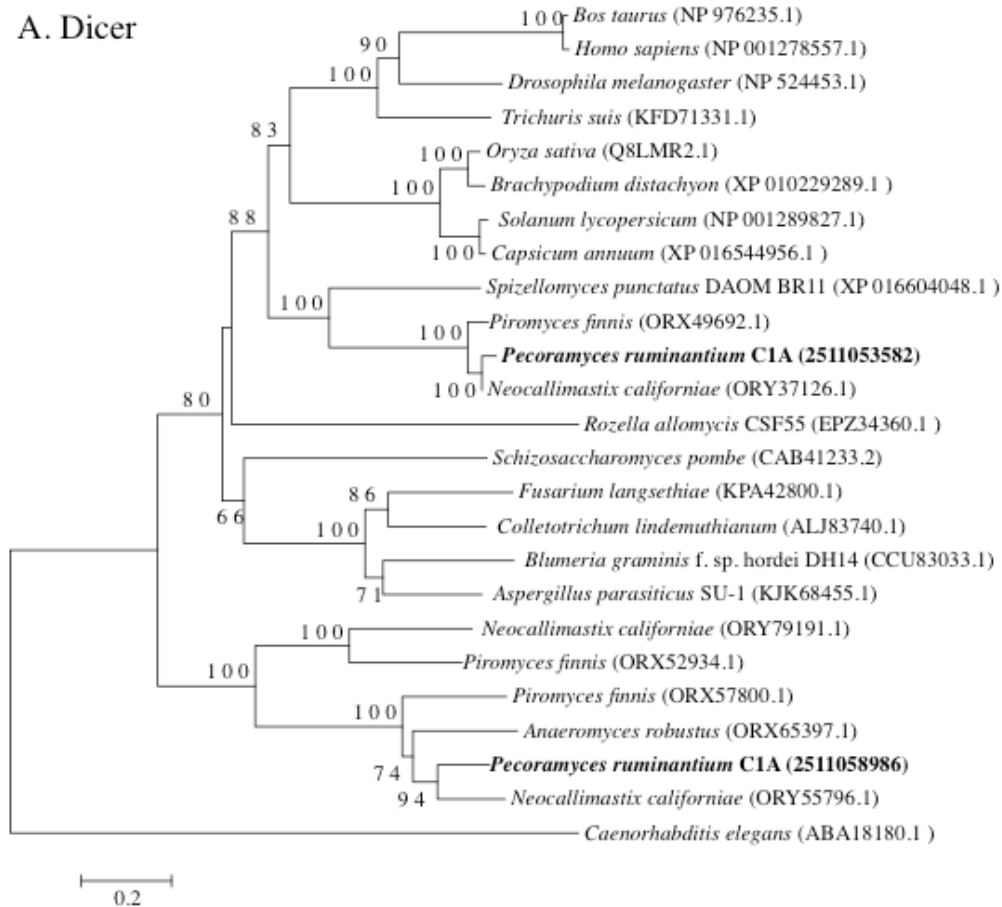 A. Dicer
100 Bos taurus (NP 976235.1)
Homo sapiens (NP 001278557.1)
90
100
Drosophila melanogaster (NP 524453.1)
Trichuris suis (KFD71331.1)
83
100 Oryza sativa (Q8LMR2.1)
100 Brachypodium distachyon (XP 010229289.1 )
Solanum lycopersicum (NP 001289827.1)
88
100 Capsicum annuum (XP 016544956.1 )
Spizellomyces punctatus DAOM BR11 (XP 016604048.1 )
100
100 Piromyces finnis (ORX49692.1)
Pecoramyces ruminantium C1A (2511053582)
100 Neocallimastix californiae (ORY37126.1)
80
Rozella allomycis CSF55 (EPZ34360.1 )
Schizosaccharomyces pombe (CAB41233.2)
86 Fusarium langsethiae (KPA42800.1)
66
100 Colletotrichum lindemuthianum (ALJ83740.1)
Blumeria graminis f. sp. hordei DH14 (CCU83033.1)
71 Aspergillus parasiticus SU-1 (KJK68455.1)
100 Neocallimastix californiae (ORY79191.1)
Piromyces finnis (ORX52934.1)
100
Piromyces finnis (ORX57800.1)
100
Anaeromyces robustus (ORX65397.1)
74 Pecoramyces ruminantium C1A (2511058986)
94 Neocallimastix californiae (ORY55796.1)
Caenorhabditis elegans (ABA18180.1 )
0.2